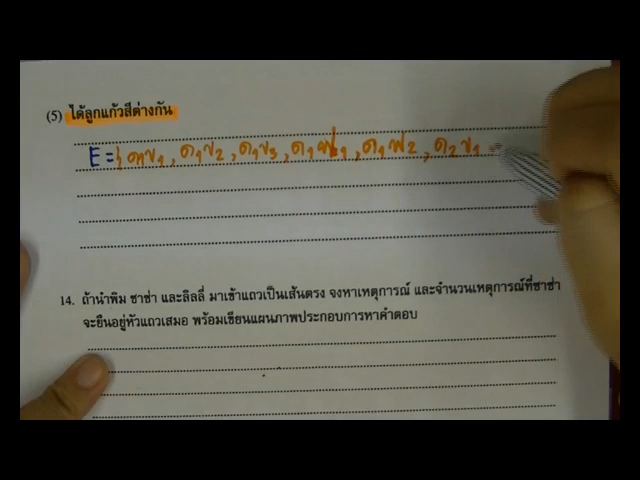 (5) ได้ลูกแก้วสีต่างกัน
E = { ด₁ข₁ , ด₁ข₂ , ด₁ข₃ , ด₁ฟ₁ , ด₁ฟ₂ , ด₂ข₁
14. ถ้านำพิม ซาช่า และลิลลี่ มาเข้าแถวเป็นเส้นตรง จงหาเหตุการณ์ และจำนวนเหตุการณ์ที่ซาช่า
จะยืนอยู่หัวแถวเสมอ พร้อมเขียนแผนภาพประกอบการหาคำตอบ